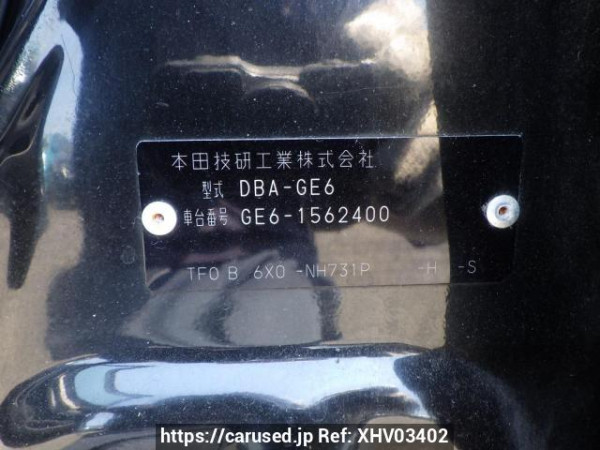 本田技研工業株式会社
型式 DBA-GE6
車台番号 GE6-1562400
TF0 B 6X0 -NH731P -H -S
https://carused.jp Ref: XHV03402